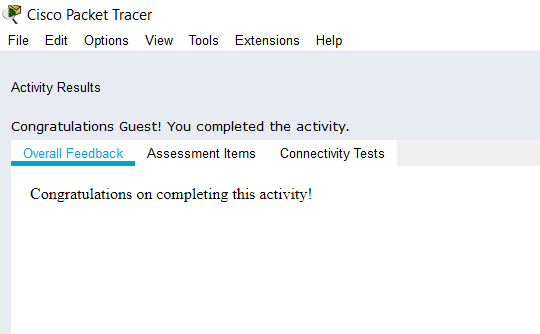 Cisco Packet Tracer
File Edit Options View Tools Extensions Help
Activity Results
Congratulations Guest! You completed the activity.
Overall Feedback Assessment Items Connectivity Tests
Congratulations on completing this activity!